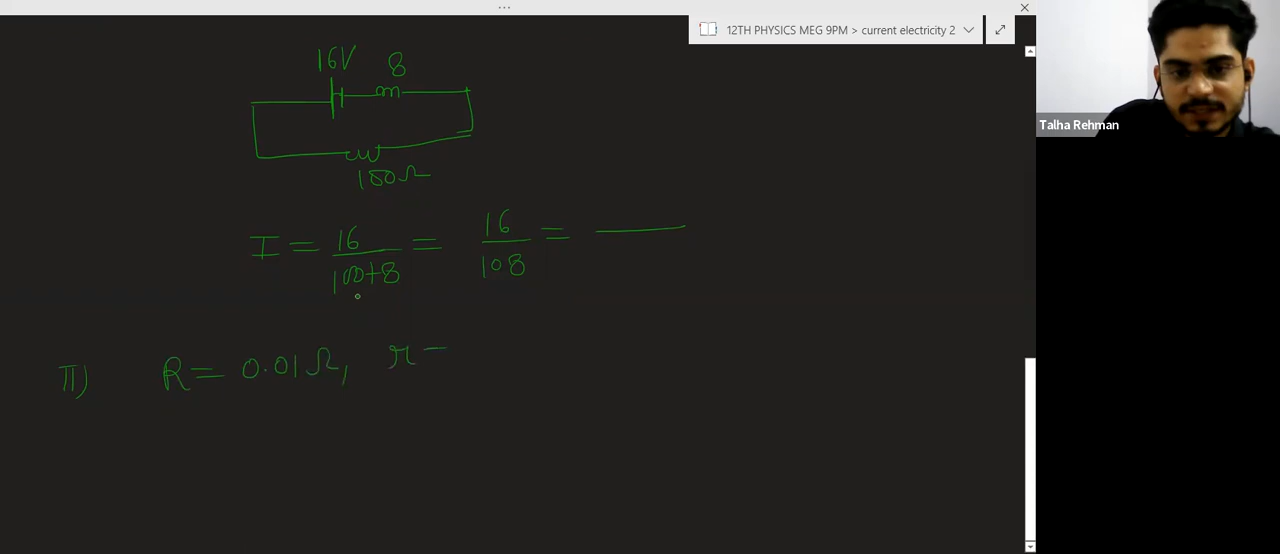 12TH PHYSICS MEG 9PM > current electricity 2
Talha Rehman
16V 8
100Ω
I = 16/100+8 = 16/108 =
II) R = 0.01Ω, r =